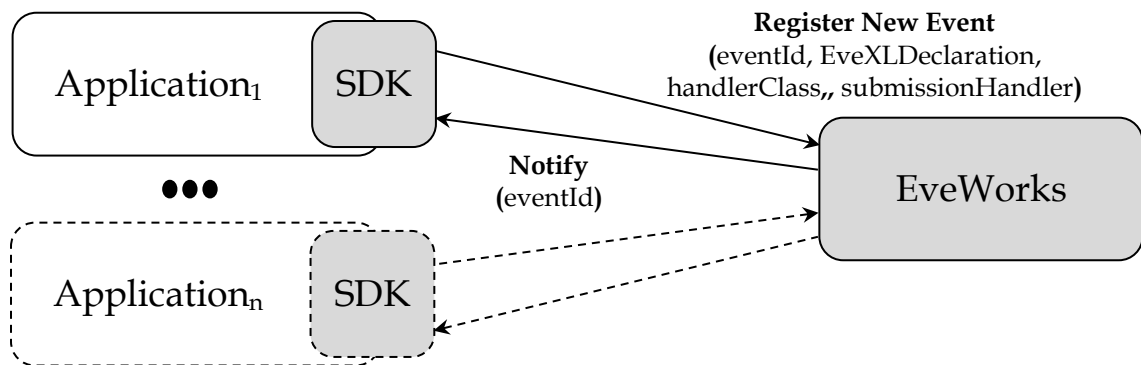 Register New Event
(eventId, EveXLDeclaration,
handlerClass,, submissionHandler)
Application1
SDK
Notify
(eventId)
EveWorks
Applicationn
SDK